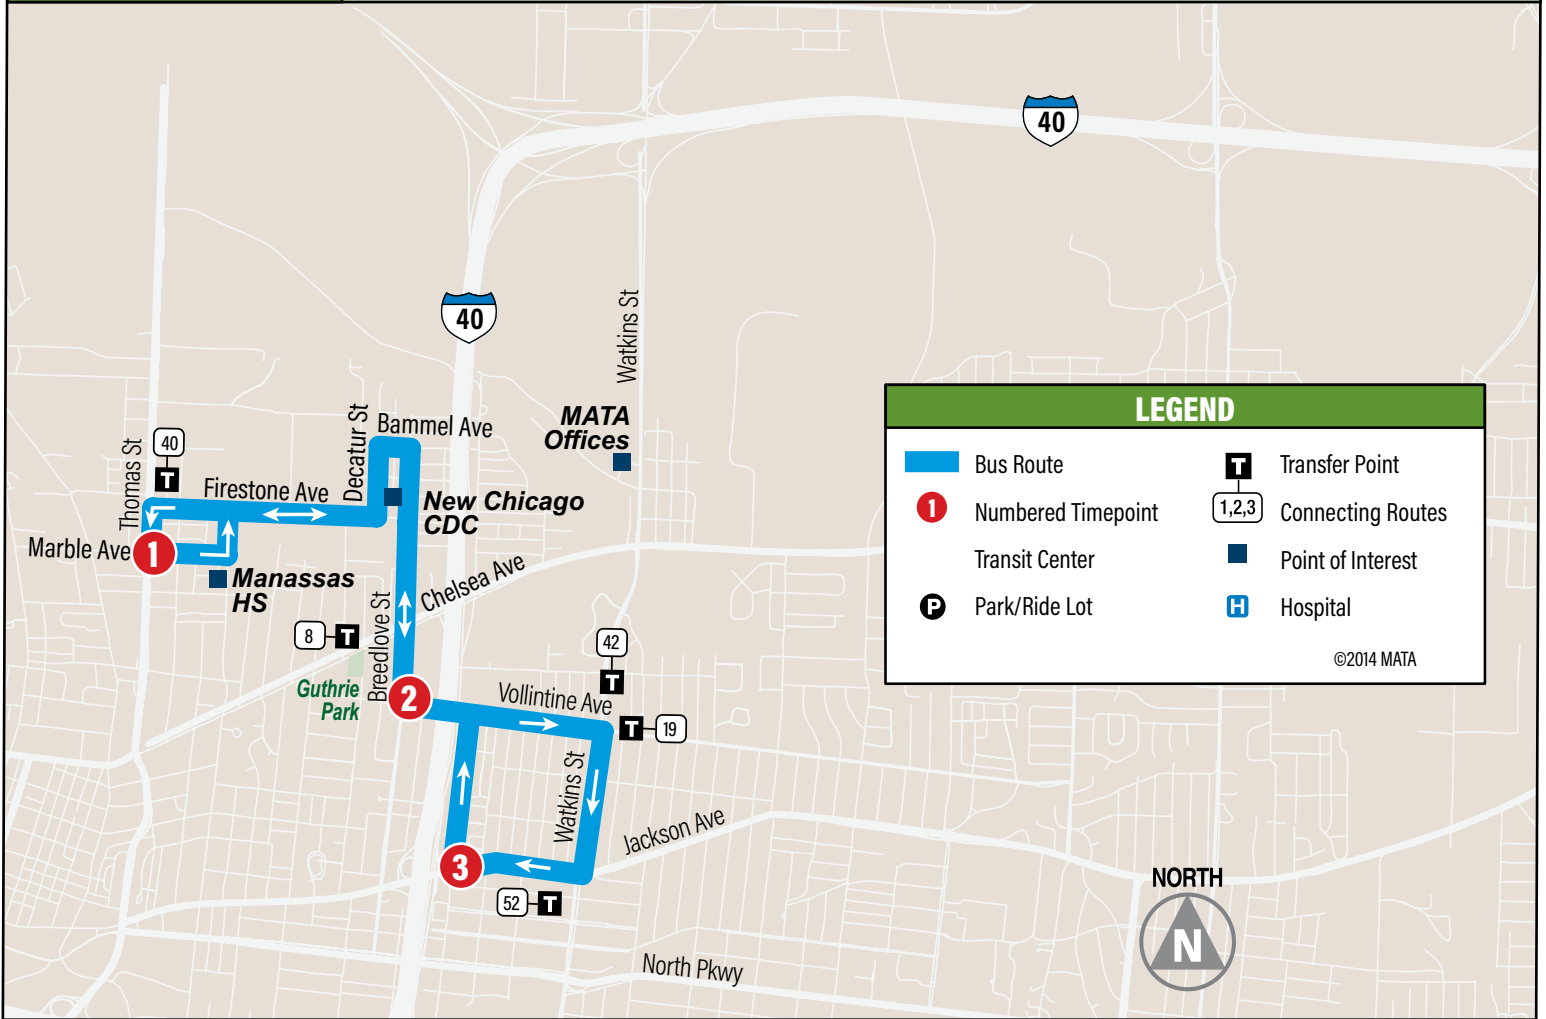 40
40
Watkins St
MATA
Offices
Decatur St
Bammel Ave
40
T
Thomas St
Firestone Ave
New Chicago
CDC
Marble Ave
1
Manassas
HS
Chelsea Ave
Breedlove St
8
T
Guthrie
Park
2
42
T
Vollintine Ave
T
19
Watkins St
Jackson Ave
3
52
T
North Pkwy
LEGEND
Bus Route
T
Transfer Point
1
Numbered Timepoint
1,2,3
Connecting Routes
Transit Center
Point of Interest
P
Park/Ride Lot
H
Hospital
©2014 MATA
NORTH
N